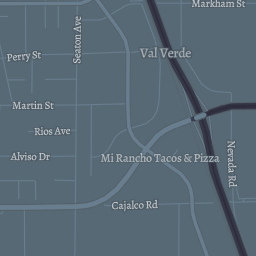 Markham St
Seaton Ave
Perry St
Val Verde
Martin St
Rios Ave
Alviso Dr
Mi Rancho Tacos & Pizza
Nevada Rd
Cajalco Rd